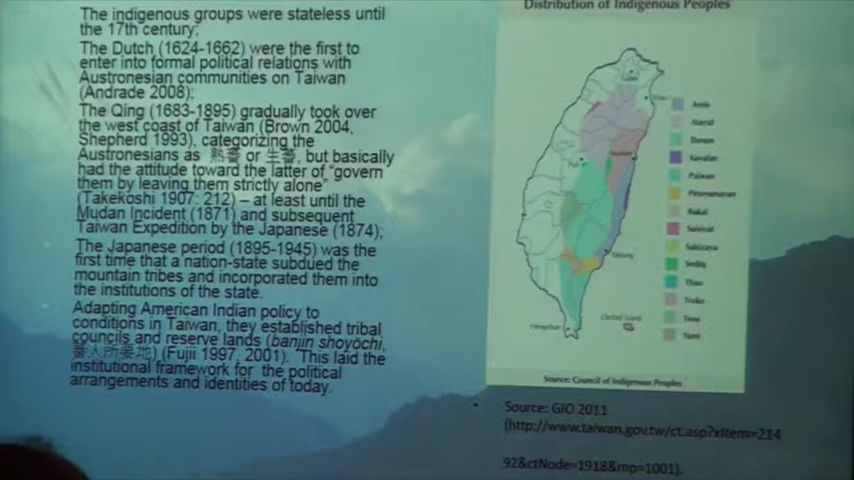 The indigenous groups were stateless until
the 17th century;
The Dutch (1624-1662) were the first to
enter into formal political relations with
Austronesian communities on Taiwan
(Andrade 2008);
The Qing (1683-1895) gradually took over
the west coast of Taiwan (Brown 2004,
Shepherd 1993), categorizing the
Austronesians as 熟番 or 生番, but basically
had the attitude toward the latter of “govern
them by leaving them strictly alone”
(Takekoshi 1907: 212) – at least until the
Mudan Incident (1871) and subsequent
Taiwan Expedition by the Japanese (1874);
The Japanese period (1895-1945) was the
first time that a nation-state subdued the
mountain tribes and incorporated them into
the institutions of the state.
Adapting American Indian policy to
conditions in Taiwan, they established tribal
councils and reserve lands (banjin shoyōchi,
蕃人所要地) (Fujii 1997, 2001). This laid the
institutional framework for the political
arrangements and identities of today.
Distribution of Indigenous Peoples
Amis
Atayal
Bunun
Kavalan
Paiwan
Pinuyumayan
Rukai
Saisiyat
Sakizaya
Sediq
Thao
Truku
Tsou
Yami
Taitung
Orchid Island
Hengchun
Source: Council of Indigenous Peoples
Source: GIO 2011
(http://www.taiwan.gov.tw/ct.asp?xItem=214
92&ctNode=1918&mp=1001).